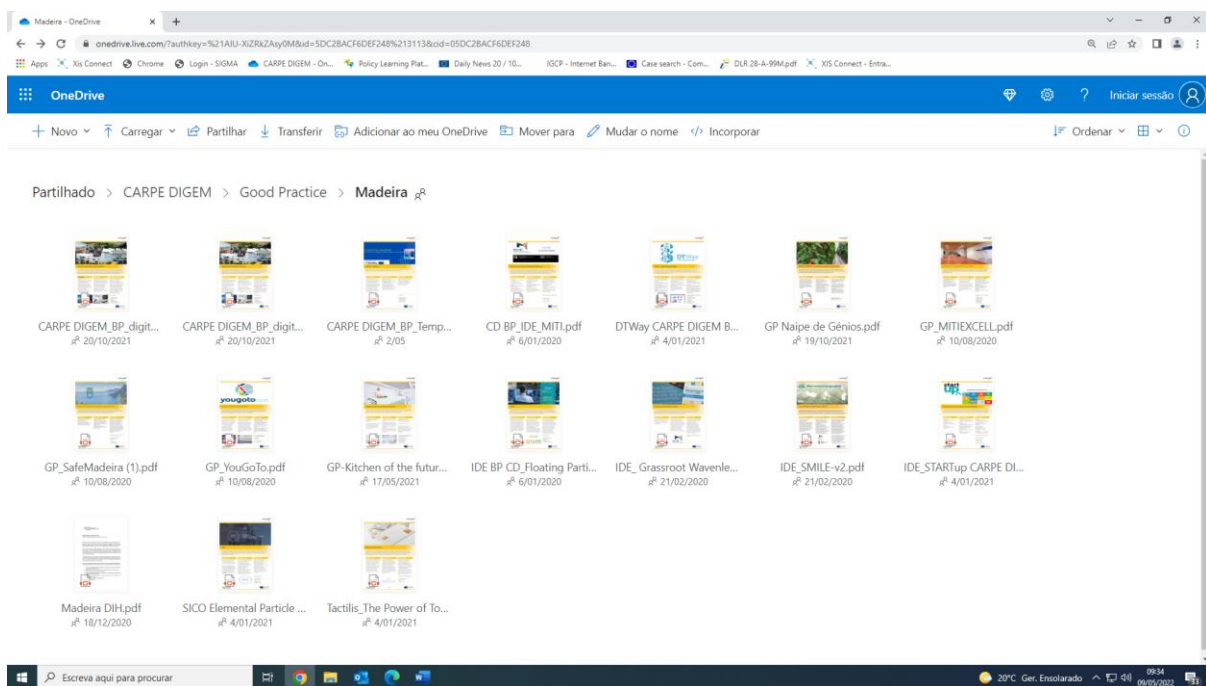 Madeira - OneDrive
onedrive.live.com/?authkey=%21AIU-XiZRkZAsy0M&id=5DC2BACF6DEF248%213113&cid=05DC2BACF6DEF248
Apps Xis Connect Chrome Login - SIGMA CARPE DIGEM - On... Policy Learning Plat... Daily News 20 / 10... IGCP - Internet Ban... Case search - Com... DLR 28-A-99M.pdf XIS Connect - Entra...
OneDrive Iniciar sessão
Novo Carregar Partilhar Transferir Adicionar ao meu OneDrive Mover para Mudar o nome Incorporar Ordenar
Partilhado > CARPE DIGEM > Good Practice > Madeira
CARPE DIGEM_BP_digit... CARPE DIGEM_BP_digit... CARPE DIGEM_BP_Temp... CD BP_IDE_MITI.pdf DTWay CARPE DIGEM B... GP Naipe de Génios.pdf GP_MITIEXCELL.pdf
20/10/2021 20/10/2021 2/05 6/01/2020 4/01/2021 19/10/2021 10/08/2020
yougoto
GP_SafeMadeira (1).pdf GP_YouGoTo.pdf GP-Kitchen of the futur... IDE BP CD_Floating Parti... IDE_ Grassroot Wavenle... IDE_SMILE-v2.pdf IDE_STARTup CARPE DI...
10/08/2020 10/08/2020 17/05/2021 6/01/2020 21/02/2020 21/02/2020 4/01/2021
Madeira DIH.pdf SICO Elemental Particle ... Tactilis_The Power of To...
18/12/2020 4/01/2021 4/01/2021
Escreva aqui para procurar 20°C Ger. Ensolarado 09:34
09/05/2022